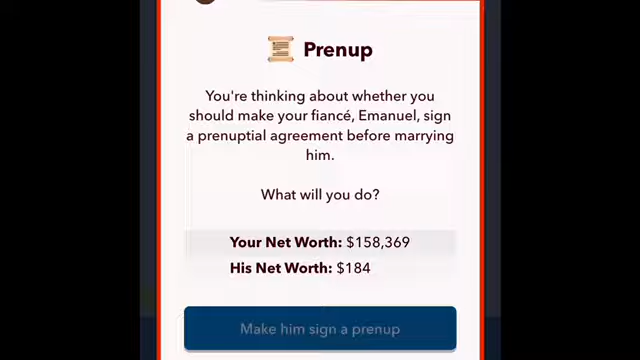 Prenup
You're thinking about whether you
should make your fiancé, Emanuel, sign
a prenuptial agreement before marrying
him.
What will you do?
Your Net Worth: $158,369
His Net Worth: $184
Make him sign a prenup